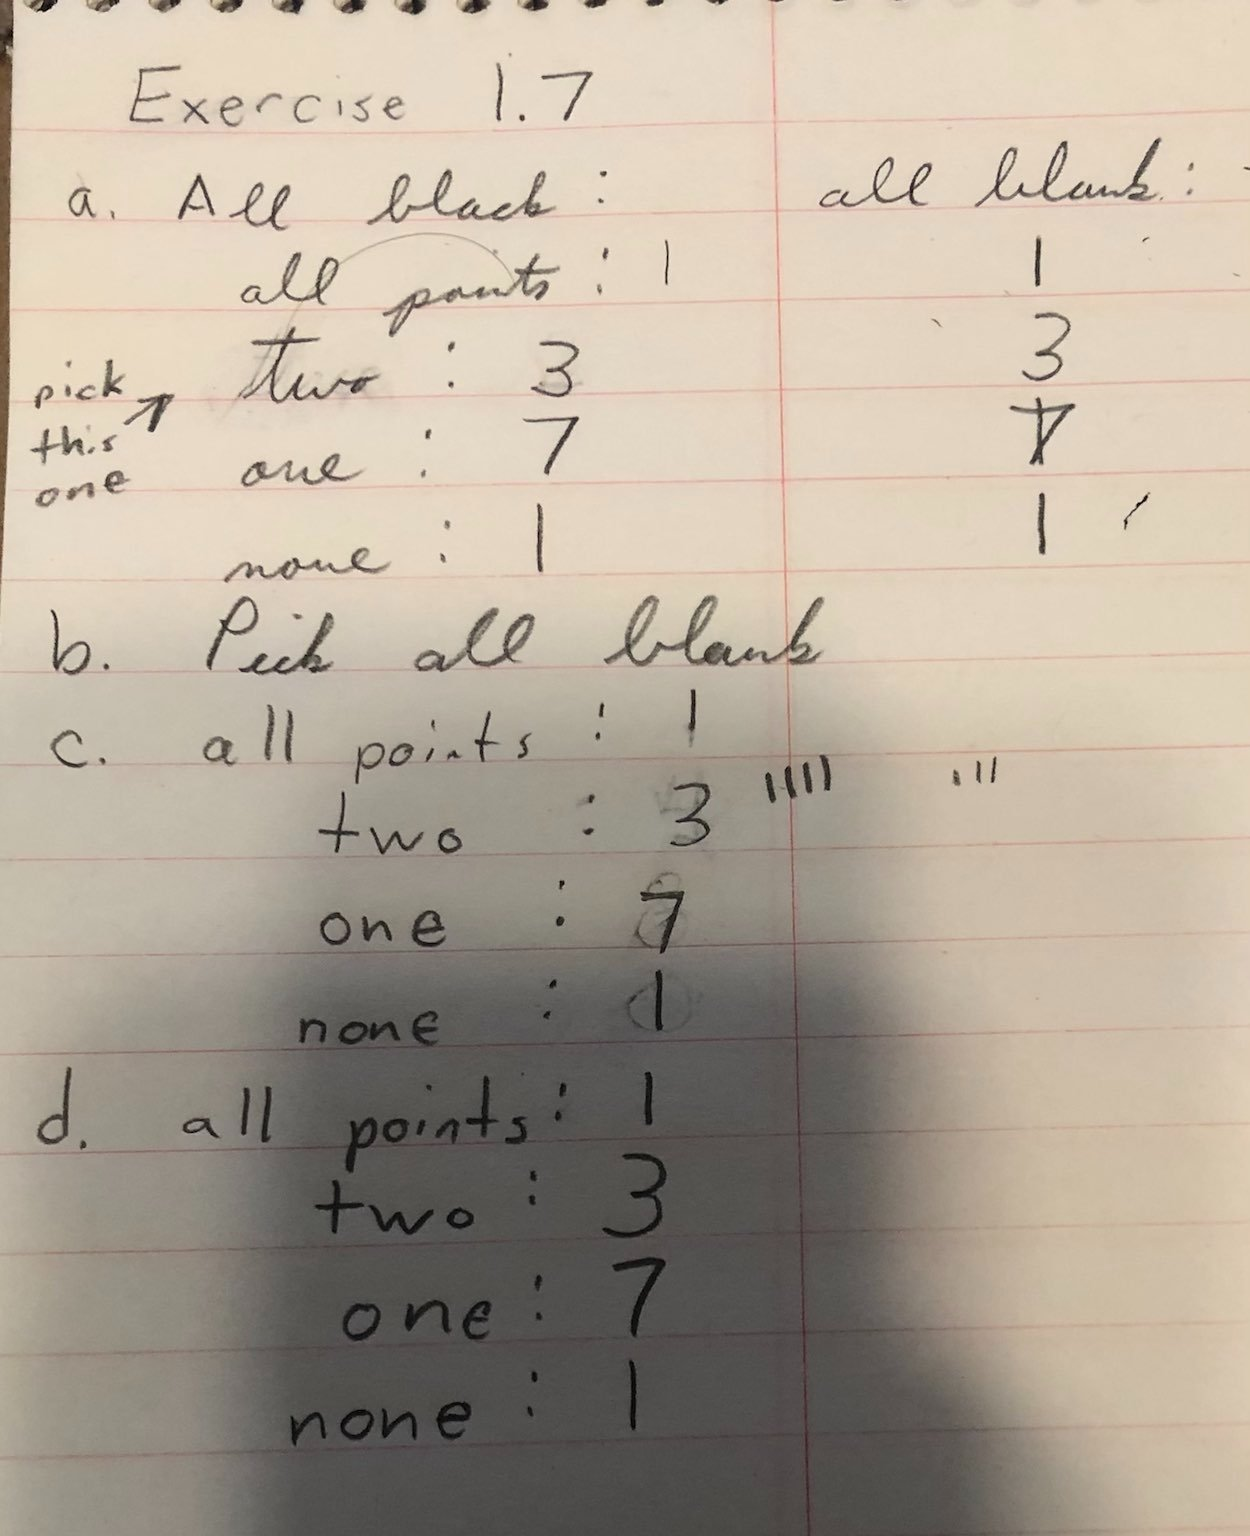 Exercise 1.7
a. All black: all blank:
all points: 1 1
two: 3 3
pick this one
one: 7 7
none: 1 1
b. Pick all blank
c. all points: 1
two: 3
one: 7
none: 1
d. all points: 1
two: 3
one: 7
none: 1